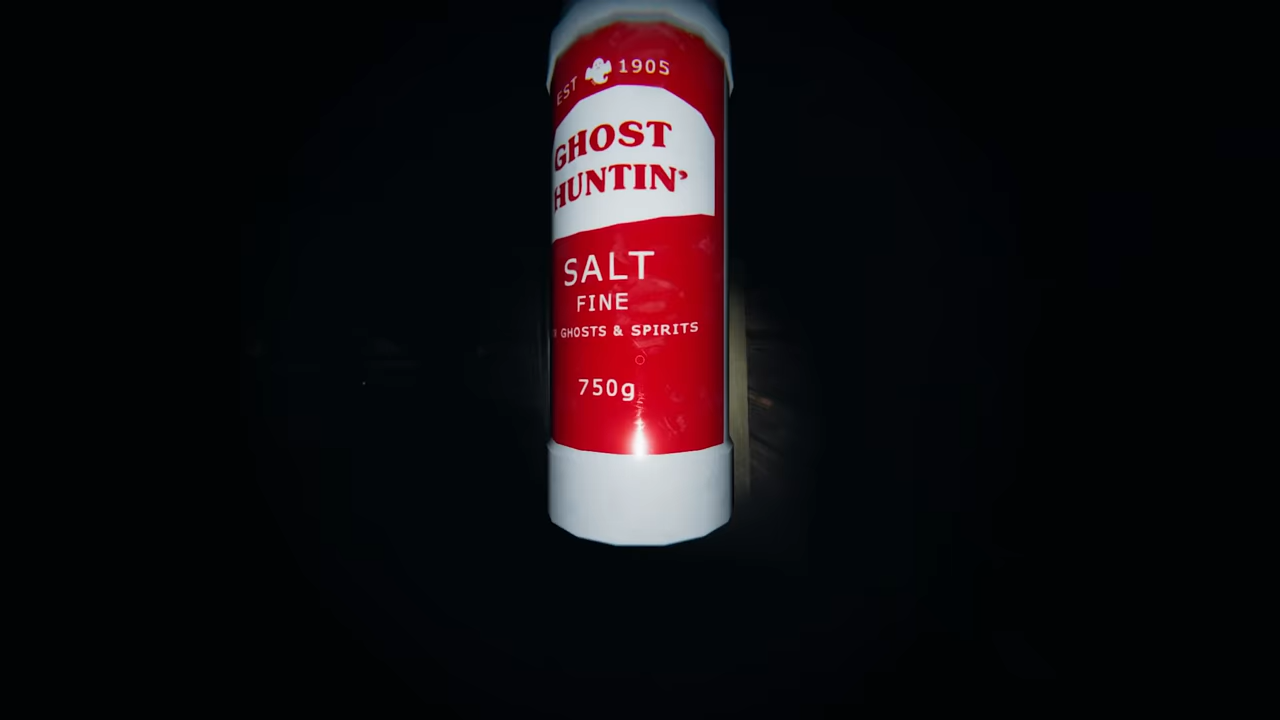 EST 1905
GHOST
HUNTIN'
SALT
FINE
GHOSTS & SPIRITS
750g